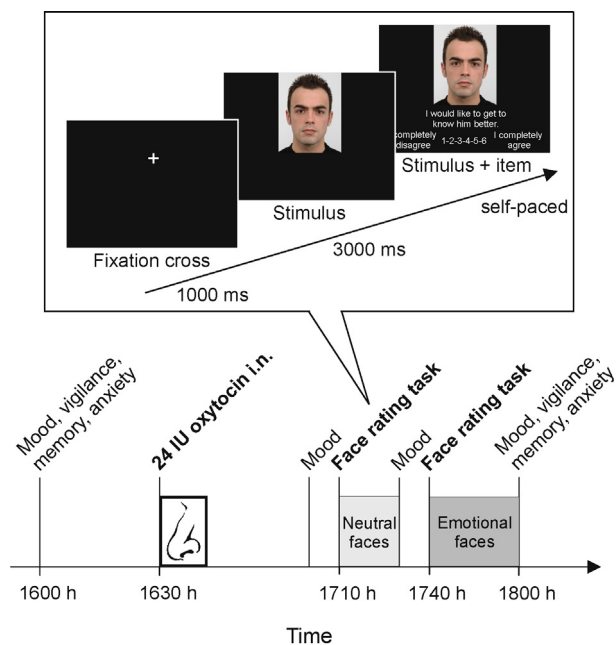 I would like to get to
know him better.
completely
disagree
1-2-3-4-5-6
I completely
agree
Stimulus + item
self-paced
Stimulus
3000 ms
Fixation cross
1000 ms
Mood, vigilance,
memory, anxiety
24 IU oxytocin i.n.
Mood
Face rating task
Mood
Face rating task
Mood, vigilance,
memory, anxiety
Neutral
faces
Emotional
faces
1600 h
1630 h
1710 h
1740 h
1800 h
Time